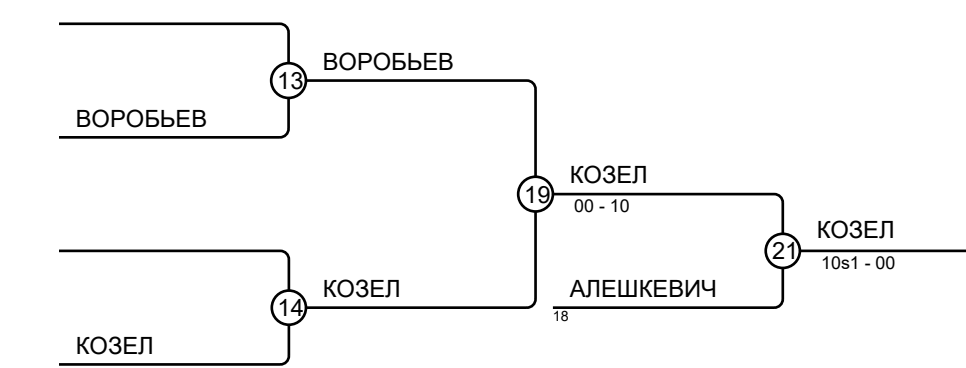 ВОРОБЬЕВ
13
ВОРОБЬЕВ
КОЗЕЛ
19
00 - 10
КОЗЕЛ
21
10s1 - 00
КОЗЕЛ
АЛЕШКЕВИЧ
14
18
КОЗЕЛ